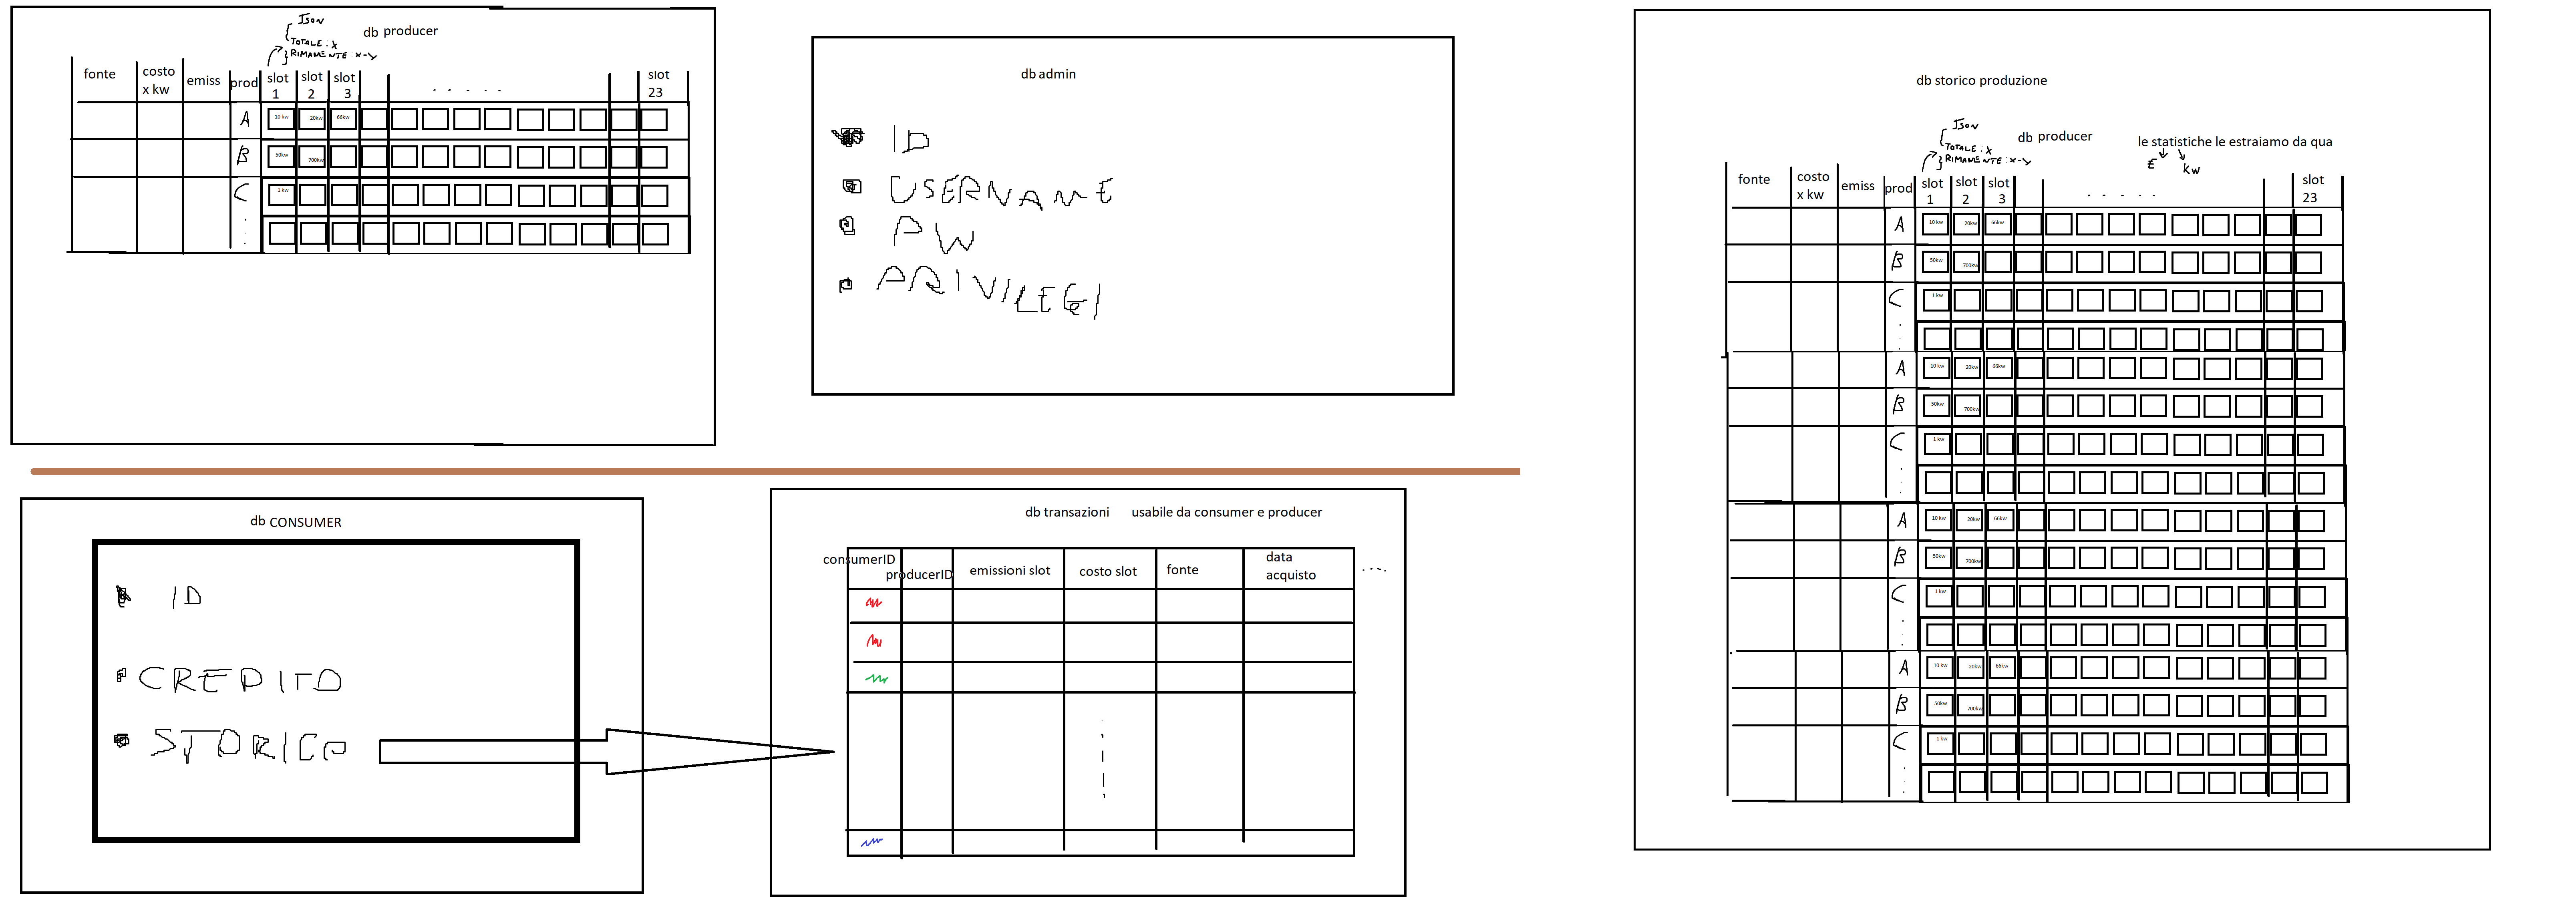 Json
db producer
TOTALE : X
RIMAMENTE : X-Y
fonte costo x kw emiss prod slot 1 slot 2 slot 3 . . . . . slot 23
A 10 kw 20kw 66kw
B 50kw 700kw
C 1 kw
db admin
ID
USERNAME
PW
PRIVILEGI
db CONSUMER
ID
CREDITO
STORICO
db transazioni usabile da consumer e producer
consumerID producerID emissioni slot costo slot fonte data acquisto ....
db storico produzione
Json
db producer
le statistiche le estraiamo da qua
€ kw
TOTALE : X
RIMAMENTE : X-Y
fonte costo x kw emiss prod slot 1 slot 2 slot 3 . . . . . slot 23
A 10 kw 20kw 66kw
B 50kw 700kw
C 1 kw
A 10 kw 20kw 66kw
B 50kw 700kw
C 1 kw
A 10 kw 20kw 66kw
B 50kw 700kw
C 1 kw
A 10 kw 20kw 66kw
B 50kw 700kw
C 1 kw